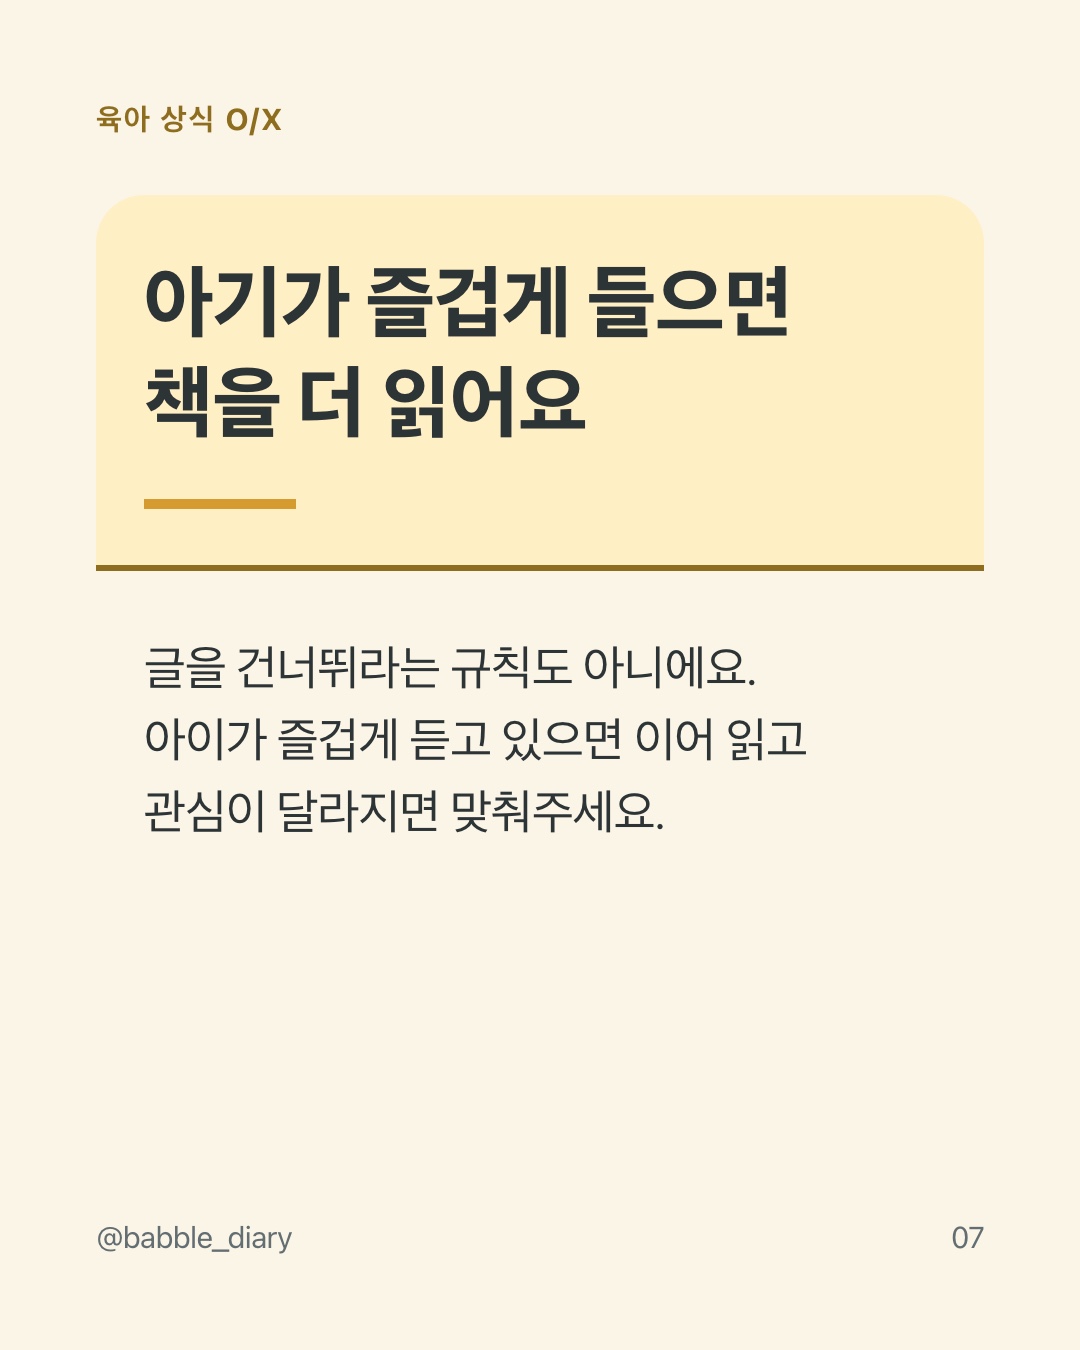 육아 상식 O/X
아기가 즐겁게 들으면
책을 더 읽어요
글을 건너뛰라는 규칙도 아니에요.
아이가 즐겁게 듣고 있으면 이어 읽고
관심이 달라지면 맞춰주세요.
@babble_diary
07